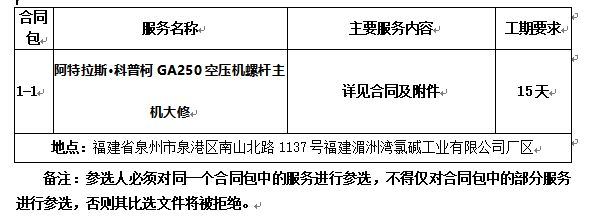 合同包 服务名称 主要服务内容 工期要求
1-1 阿特拉斯·科普柯 GA250 空压机螺杆主机大修 详见合同及附件 15 天
地点：福建省泉州市泉港区南山北路 1137 号福建湄洲湾氯碱工业有限公司厂区
备注：参选人必须对同一个合同包中的服务进行参选，不得仅对合同包中的部分服务
进行参选，否则其比选文件将被拒绝。